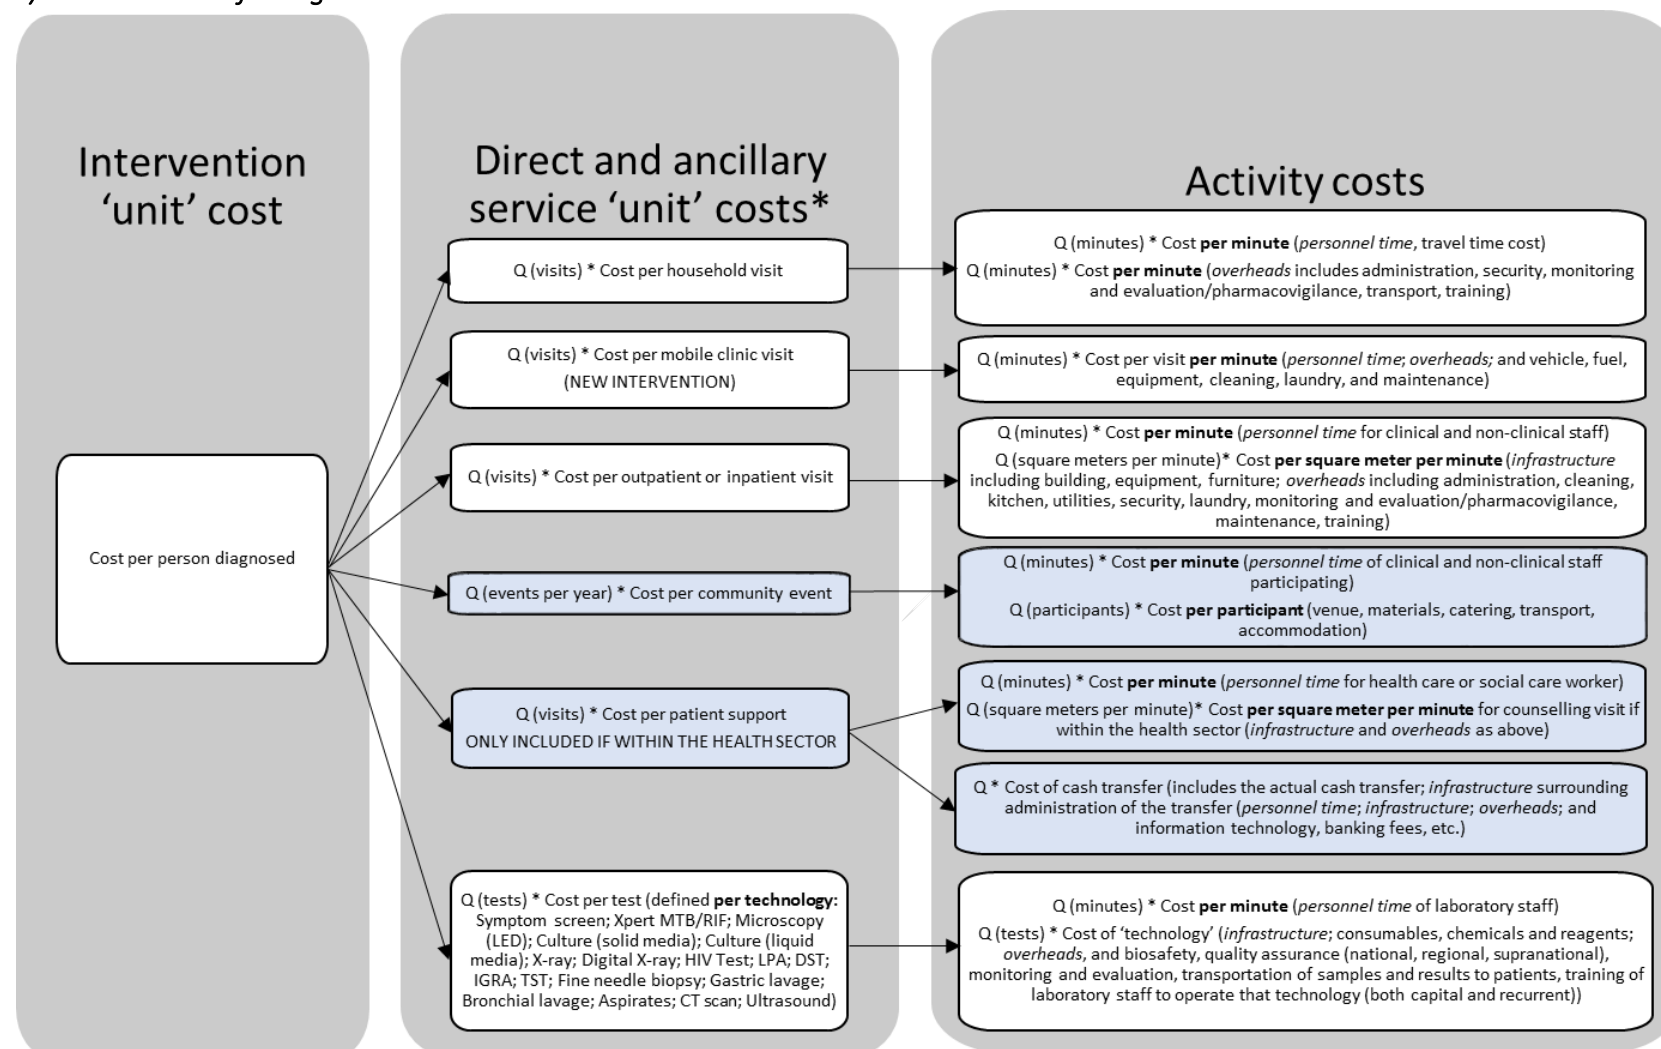 Intervention
‘unit’ cost
Cost per person diagnosed
Direct and ancillary
service ‘unit’ costs*
Q (visits) * Cost per household visit
Q (visits) * Cost per mobile clinic visit
(NEW INTERVENTION)
Q (visits) * Cost per outpatient or inpatient visit
Q (events per year) * Cost per community event
Q (visits) * Cost per patient support
ONLY INCLUDED IF WITHIN THE HEALTH SECTOR
Q (tests) * Cost per test (defined per technology:
Symptom screen; Xpert MTB/RIF; Microscopy
(LED); Culture (solid media); Culture (liquid
media); X-ray; Digital X-ray; HIV Test; LPA; DST;
IGRA; TST; Fine needle biopsy; Gastric lavage;
Bronchial lavage; Aspirates; CT scan; Ultrasound)
Activity costs
Q (minutes) * Cost per minute (personnel time, travel time cost)
Q (minutes) * Cost per minute (overheads includes administration, security, monitoring
and evaluation/pharmacovigilance, transport, training)
Q (minutes) * Cost per visit per minute (personnel time; overheads; and vehicle, fuel,
equipment, cleaning, laundry, and maintenance)
Q (minutes) * Cost per minute (personnel time for clinical and non-clinical staff)
Q (square meters per minute)* Cost per square meter per minute (infrastructure
including building, equipment, furniture; overheads including administration, cleaning,
kitchen, utilities, security, laundry, monitoring and evaluation/pharmacovigilance,
maintenance, training)
Q (minutes) * Cost per minute (personnel time of clinical and non-clinical staff
participating)
Q (participants) * Cost per participant (venue, materials, catering, transport,
accommodation)
Q (minutes) * Cost per minute (personnel time for health care or social care worker)
Q (square meters per minute)* Cost per square meter per minute for counselling visit if
within the health sector (infrastructure and overheads as above)
Q * Cost of cash transfer (includes the actual cash transfer; infrastructure surrounding
administration of the transfer (personnel time; infrastructure; overheads; and
information technology, banking fees, etc.)
Q (minutes) * Cost per minute (personnel time of laboratory staff)
Q (tests) * Cost of ‘technology’ (infrastructure; consumables, chemicals and reagents;
overheads, and biosafety, quality assurance (national, regional, supranational),
monitoring and evaluation, transportation of samples and results to patients, training of
laboratory staff to operate that technology (both capital and recurrent))